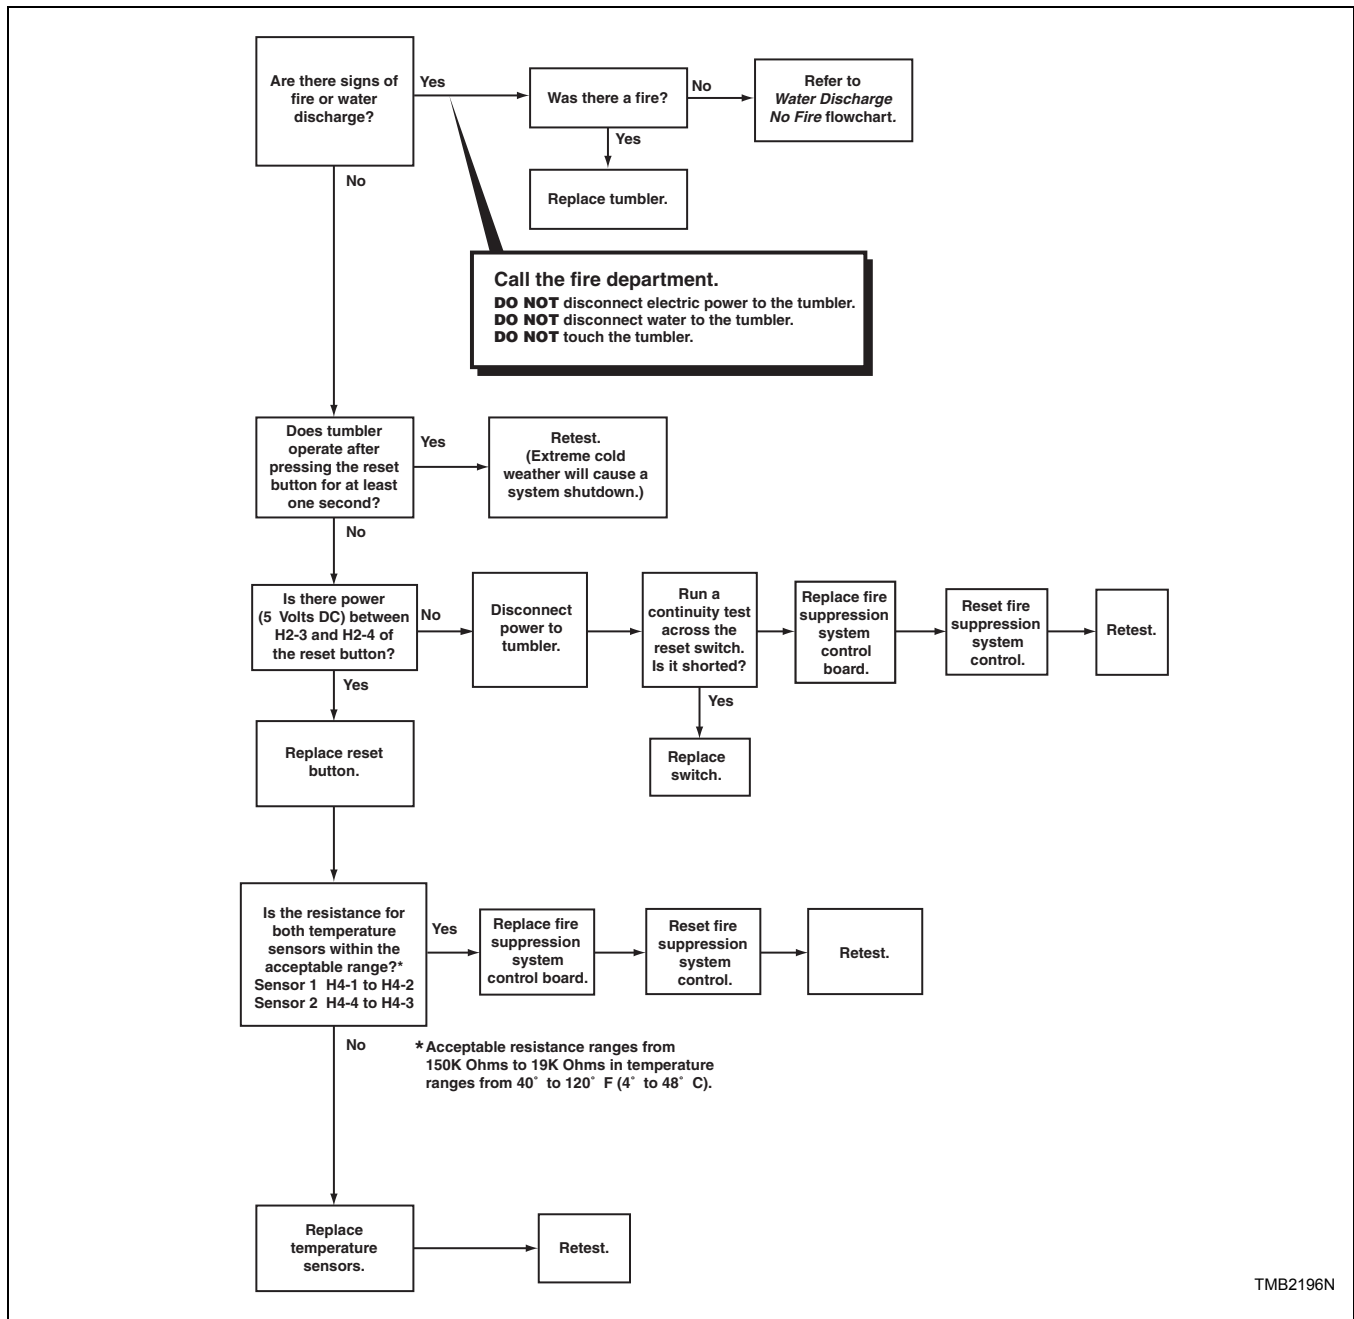 Are there signs of
fire or water
discharge?
Yes
Was there a fire?
No
Refer to
Water Discharge
No Fire flowchart.
Yes
Replace tumbler.
No
Call the fire department.
DO NOT disconnect electric power to the tumbler.
DO NOT disconnect water to the tumbler.
DO NOT touch the tumbler.
Does tumbler
operate after
pressing the reset
button for at least
one second?
Yes
Retest.
(Extreme cold
weather will cause a
system shutdown.)
No
Is there power
(5 Volts DC) between
H2-3 and H2-4 of
the reset button?
No
Disconnect
power to
tumbler.
Run a
continuity test
across the
reset switch.
Is it shorted?
Replace fire
suppression
system
control
board.
Reset fire
suppression
system
control.
Retest.
Yes
Yes
Replace
switch.
Replace reset
button.
Is the resistance for
both temperature
sensors within the
acceptable range?*
Sensor 1 H4-1 to H4-2
Sensor 2 H4-4 to H4-3
Yes
Replace fire
suppression
system
control board.
Reset fire
suppression
system
control.
Retest.
No
* Acceptable resistance ranges from
150K Ohms to 19K Ohms in temperature
ranges from 40° to 120° F (4° to 48° C).
Replace
temperature
sensors.
Retest.
TMB2196N